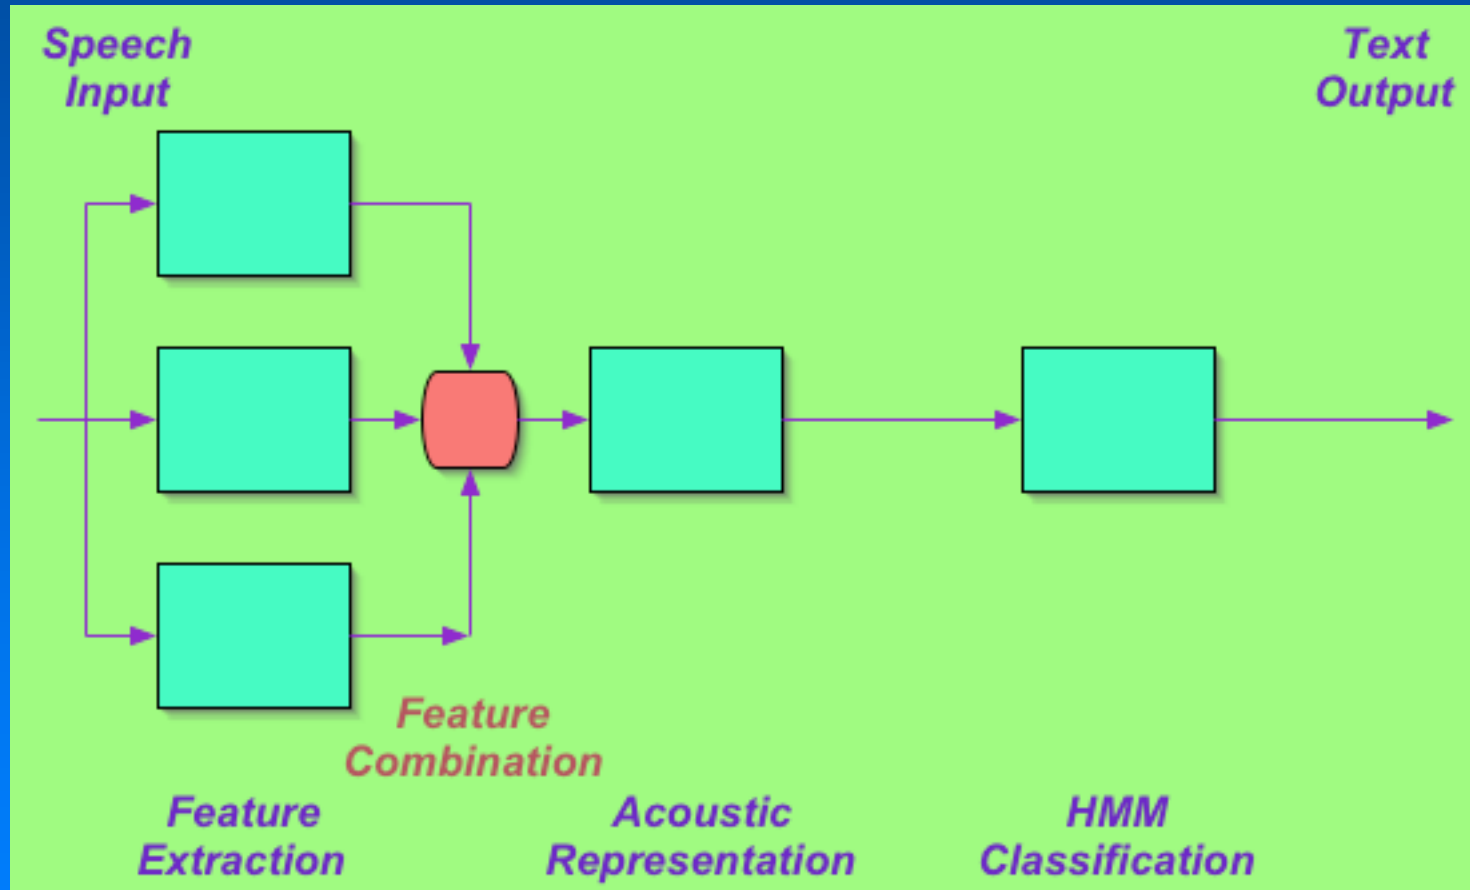 Speech
Input
Text
Output
Feature
Combination
Feature
Extraction
Acoustic
Representation
HMM
Classification